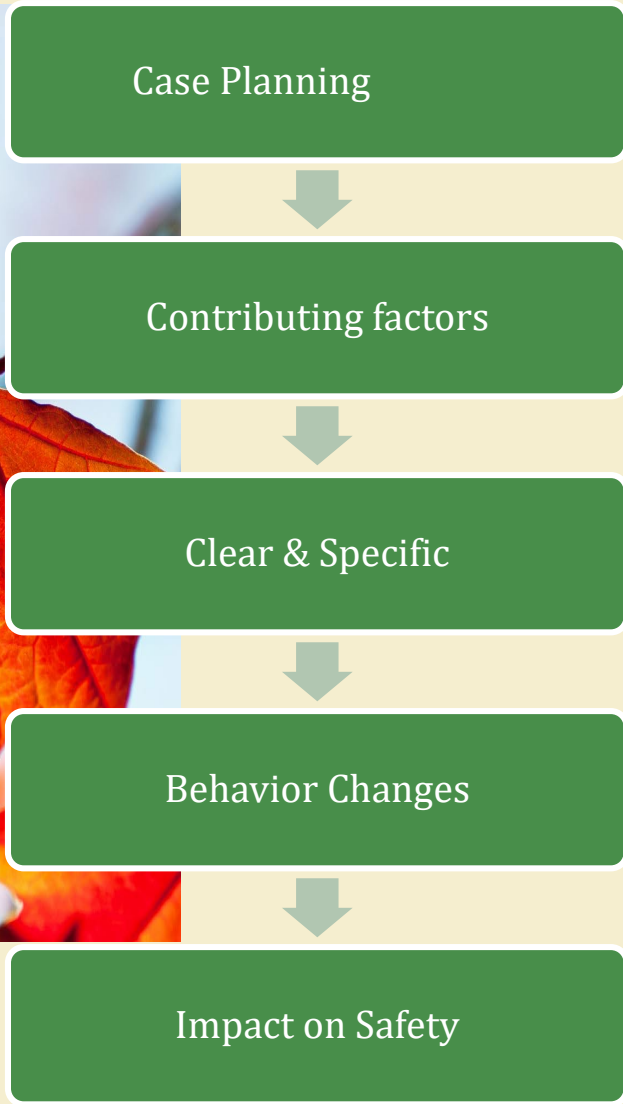 Case Planning
Contributing factors
Clear & Specific
Behavior Changes
Impact on Safety